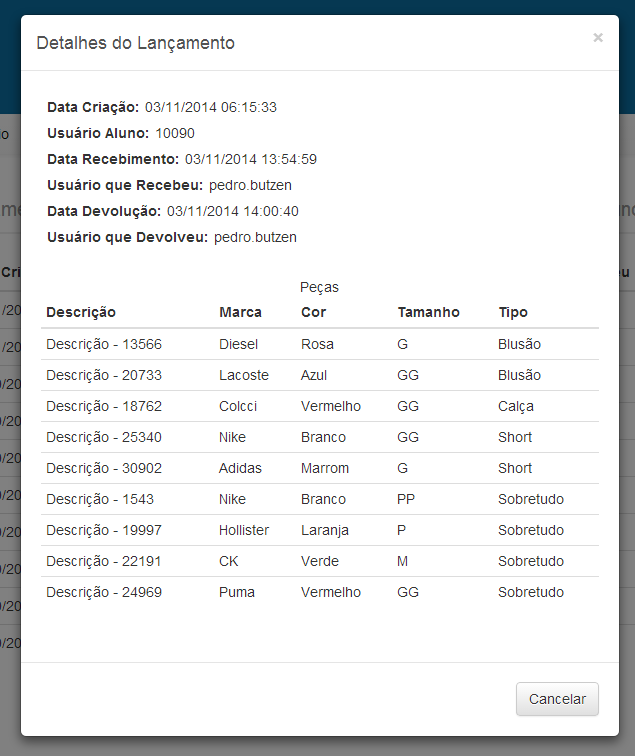 Detalhes do Lançamento ×
Data Criação: 03/11/2014 06:15:33
Usuário Aluno: 10090
Data Recebimento: 03/11/2014 13:54:59
Usuário que Recebeu: pedro.butzen
Data Devolução: 03/11/2014 14:00:40
Usuário que Devolveu: pedro.butzen
Peças
Descrição Marca Cor Tamanho Tipo
Descrição - 13566 Diesel Rosa G Blusão
Descrição - 20733 Lacoste Azul GG Blusão
Descrição - 18762 Colcci Vermelho GG Calça
Descrição - 25340 Nike Branco GG Short
Descrição - 30902 Adidas Marrom G Short
Descrição - 1543 Nike Branco PP Sobretudo
Descrição - 19997 Hollister Laranja P Sobretudo
Descrição - 22191 CK Verde M Sobretudo
Descrição - 24969 Puma Vermelho GG Sobretudo
Cancelar